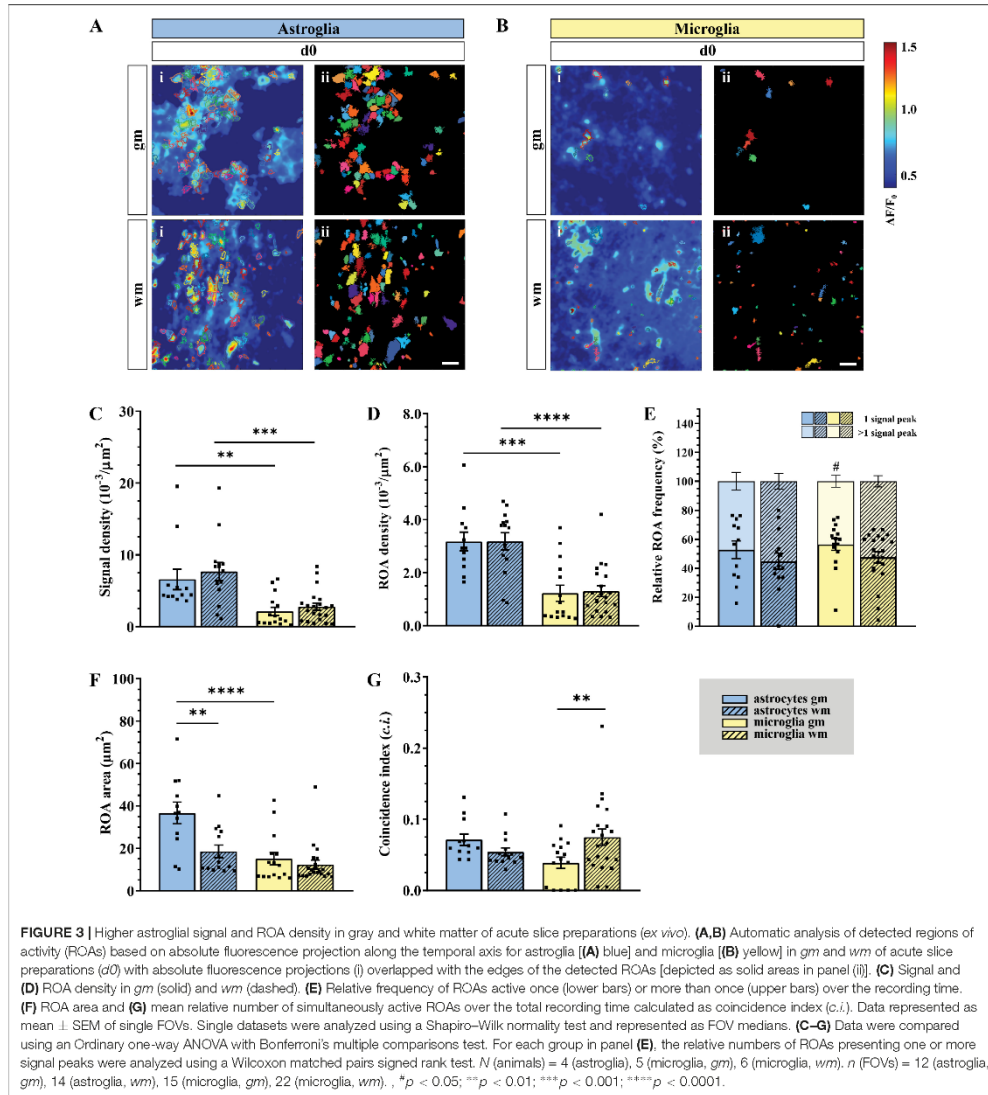 A
Astroglia
d0
B
Microglia
d0
gm
i
ii
i
ii
gm
1.5
1.0
0.5
ΔF/F0
wm
i
ii
i
ii
wm
C
Signal density (10-3/μm2)
30
20
10
0
***
**
D
ROA density (10-3/μm2)
8.0
6.0
4.0
2.0
0.0
****
***
E
Relative ROA frequency (%)
140
120
100
80
60
40
20
0
#
1 signal peak
>1 signal peak
F
ROA area (μm2)
100
80
60
40
20
0
****
**
G
Coincidence index (c.i.)
0.3
0.2
0.1
0.0
**
astrocytes gm
astrocytes wm
microglia gm
microglia wm
FIGURE 3 | Higher astroglial signal and ROA density in gray and white matter of acute slice preparations (ex vivo). (A,B) Automatic analysis of detected regions of
activity (ROAs) based on absolute fluorescence projection along the temporal axis for astroglia [(A) blue] and microglia [(B) yellow] in gm and wm of acute slice
preparations (d0) with absolute fluorescence projections (i) overlapped with the edges of the detected ROAs [depicted as solid areas in panel (ii)]. (C) Signal and
(D) ROA density in gm (solid) and wm (dashed). (E) Relative frequency of ROAs active once (lower bars) or more than once (upper bars) over the recording time.
(F) ROA area and (G) mean relative number of simultaneously active ROAs over the total recording time calculated as coincidence index (c.i.). Data represented as
mean ± SEM of single FOVs. Single datasets were analyzed using a Shapiro–Wilk normality test and represented as FOV medians. (C–G) Data were compared
using an Ordinary one-way ANOVA with Bonferroni's multiple comparisons test. For each group in panel (E), the relative numbers of ROAs presenting one or more
signal peaks were analyzed using a Wilcoxon matched pairs signed rank test. N (animals) = 4 (astroglia), 5 (microglia, gm), 6 (microglia, wm). n (FOVs) = 12 (astroglia,
gm), 14 (astroglia, wm), 15 (microglia, gm), 22 (microglia, wm). , #p < 0.05; **p < 0.01; ***p < 0.001; ****p < 0.0001.